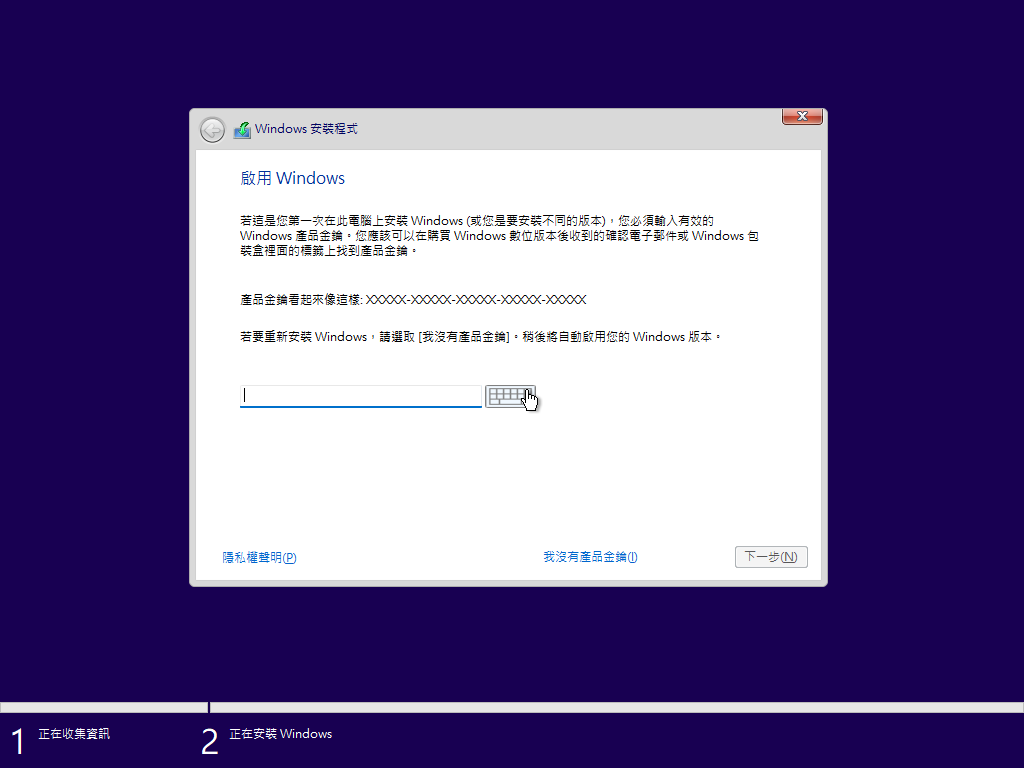 Windows 安裝程式
啟用 Windows
若這是您第一次在此電腦上安裝 Windows (或您是要安裝不同的版本)，您必須輸入有效的
Windows 產品金鑰。您應該可以在購買 Windows 數位版本後收到的確認電子郵件或 Windows 包
裝盒裡面的標籤上找到產品金鑰。
產品金鑰看起來像這樣: XXXXX-XXXXX-XXXXX-XXXXX-XXXXX
若要重新安裝 Windows，請選取 [我沒有產品金鑰]。稍後將自動啟用您的 Windows 版本。
隱私權聲明(P)
我沒有產品金鑰(I)
下一步(N)
1 正在收集資訊
2 正在安裝 Windows